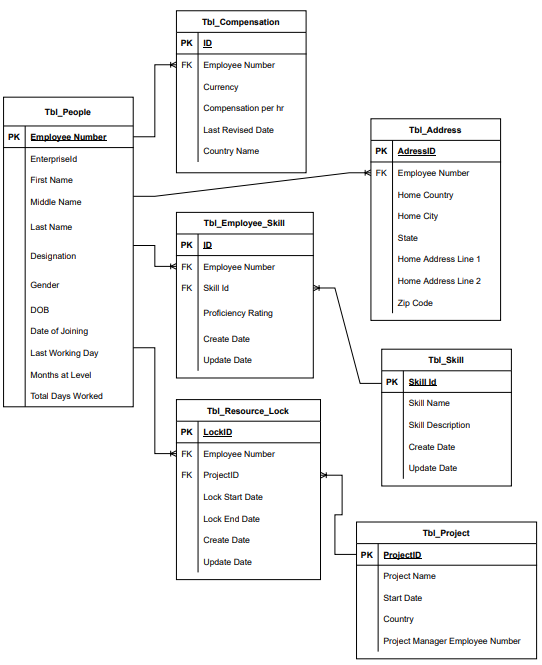 Tbl_Compensation
PK ID
FK Employee Number
Currency
Compensation per hr
Last Revised Date
Country Name
Tbl_People
PK Employee Number
EnterpriseId
First Name
Middle Name
Last Name
Designation
Gender
DOB
Date of Joining
Last Working Day
Months at Level
Total Days Worked
Tbl_Address
PK AdressID
FK Employee Number
Home Country
Home City
State
Home Address Line 1
Home Address Line 2
Zip Code
Tbl_Employee_Skill
PK ID
FK Employee Number
FK Skill Id
Proficiency Rating
Create Date
Update Date
Tbl_Skill
PK Skill Id
Skill Name
Skill Description
Create Date
Update Date
Tbl_Resource_Lock
PK LockID
FK Employee Number
FK ProjectID
Lock Start Date
Lock End Date
Create Date
Update Date
Tbl_Project
PK ProjectID
Project Name
Start Date
Country
Project Manager Employee Number